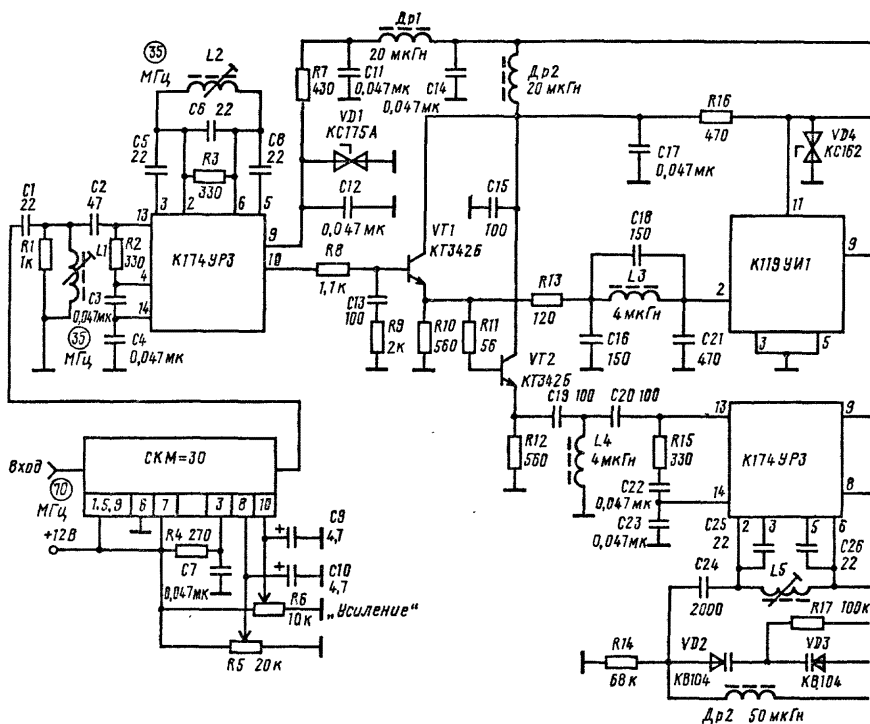 Др1
20 мкГн
35
МГц
L2
C6
22
C5
22
R3
330
C8
22
R7
430
C11
0,047мк
C14
0,047мк
Др2
20 мкГн
VD1
КС175А
C12
0,047 мк
C15
100
C17
0,047мк
R16
470
VD4
КС162
C1
22
C2
47
R1
1к
L1
R2
330
C3
0,047мк
C4
0,047мк
35
МГц
13
4
14
3
2
6
5
9
10
К174УР3
R8
1,1к
C13
100
R9
2к
VT1
КТ342Б
R10
560
R11
56
VT2
КТ342Б
R13
120
C18
150
L3
4 мкГн
C16
150
C21
470
11
К119УИ1
2
9
3
5
R12
560
C19 100
C20 100
L4
4мкГн
R15
330
C22
0,047мк
C23
0,047мк
13
14
К174УР3
9
8
2
3
5
6
C25
22
C26
22
C24
2000
L5
R17 100к
R14
68к
VD2
КВ104
VD3
КВ104
Др2 50 мкГн
Вход
70
МГц
СКМ=30
1,5,9
6
7
3
8
10
+12В
R4 270
C7
0,047мк
C9
4,7
C10
4,7
R6
10к
„Усиление“
R5 20к